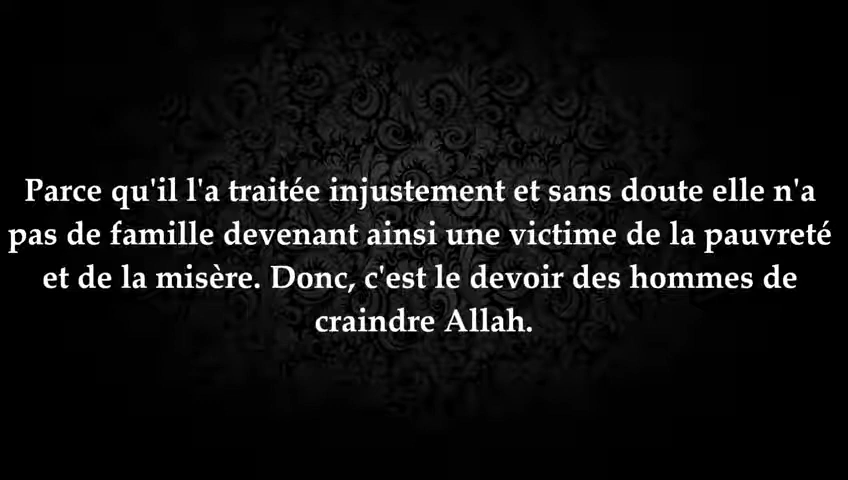 Parce qu'il l'a traitée injustement et sans doute elle n'a
pas de famille devenant ainsi une victime de la pauvreté
et de la misère. Donc, c'est le devoir des hommes de
craindre Allah.